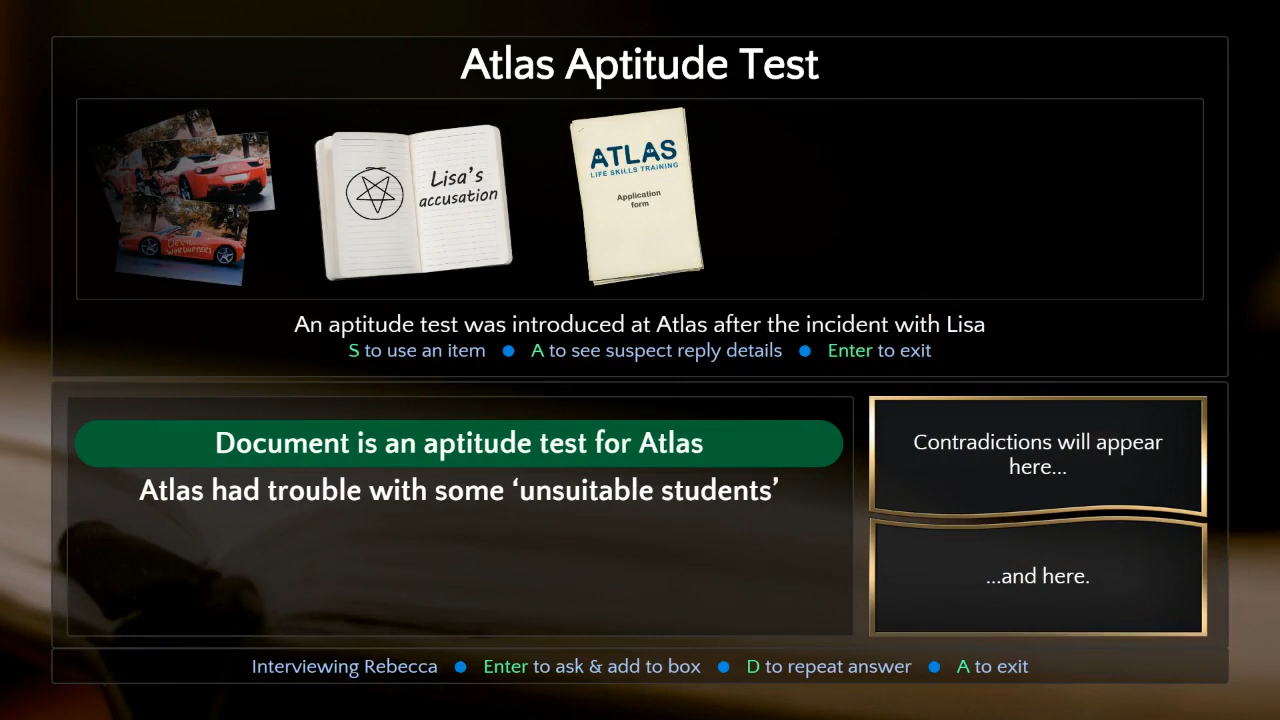 Atlas Aptitude Test
DEVIL
WORSHIPPERS
Lisa's
accusation
ATLAS
LIFE SKILLS TRAINING
Application
form
An aptitude test was introduced at Atlas after the incident with Lisa
S to use an item ● A to see suspect reply details ● Enter to exit
Document is an aptitude test for Atlas
Atlas had trouble with some ‘unsuitable students’
Contradictions will appear
here...
...and here.
Interviewing Rebecca ● Enter to ask & add to box ● D to repeat answer ● A to exit